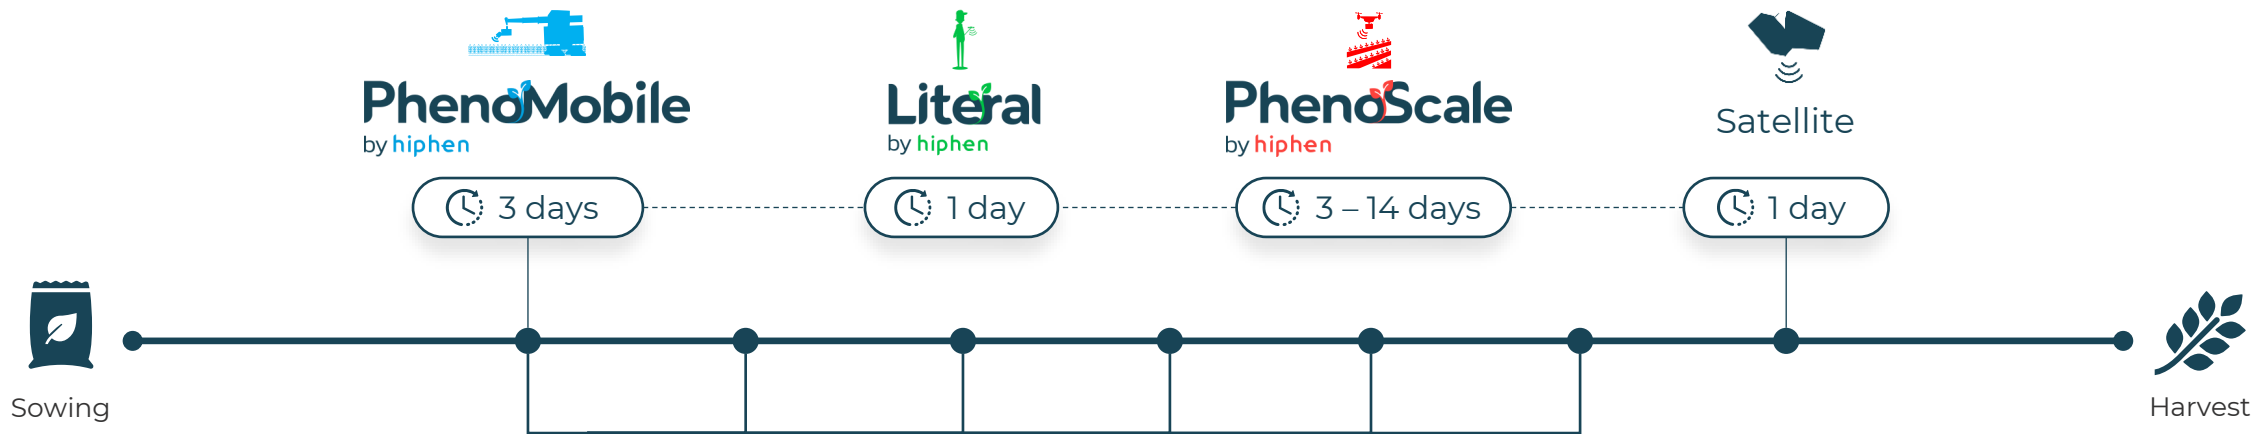 PhenoMobile
by hiphen
Literal
by hiphen
PhenoScale
by hiphen
Satellite
3 days
1 day
3 – 14 days
1 day
Sowing
Harvest